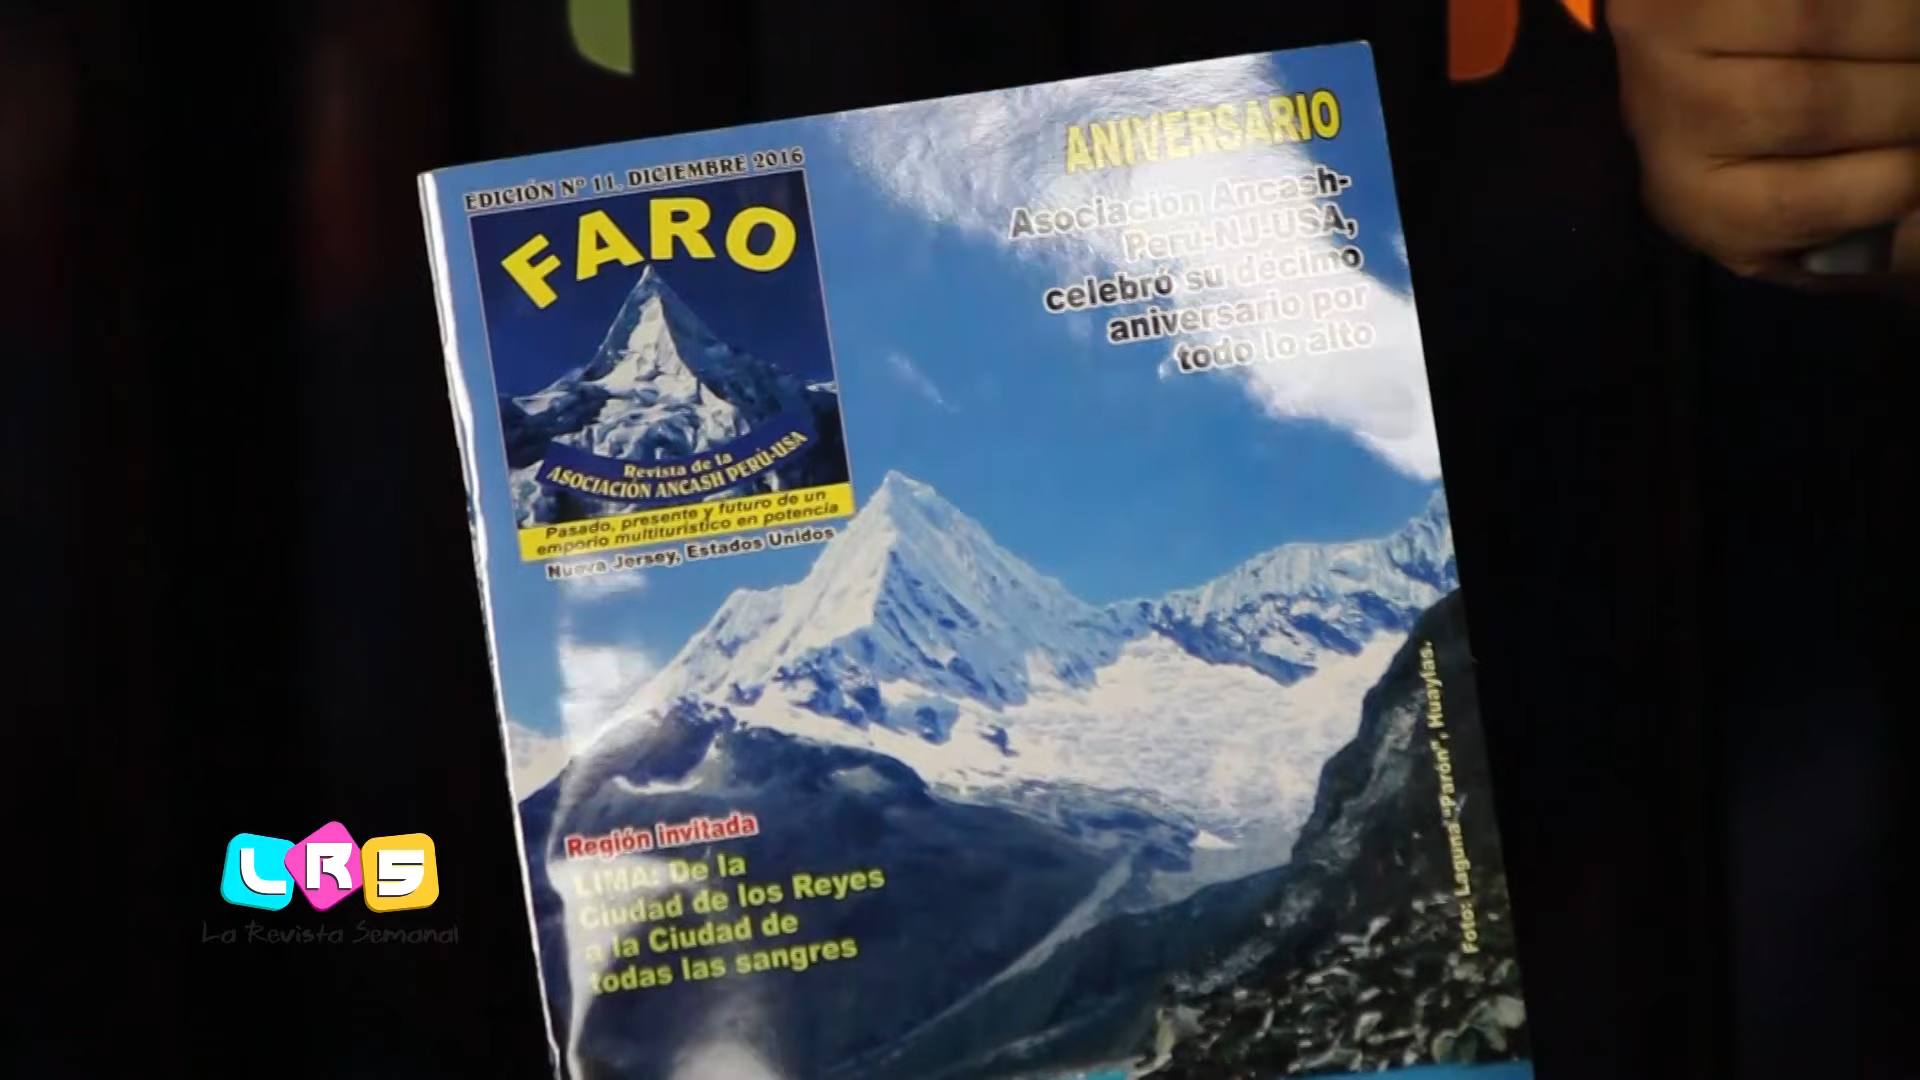 EDICIÓN Nº 11. DICIEMBRE 2016
FARO
Revista de la
ASOCIACIÓN ANCASH PERÚ-USA
Pasado, presente y futuro de un
emporio multiturístico en potencia
Nueva Jersey, Estados Unidos
ANIVERSARIO
Asociación Ancash-
Peru-NJ-USA,
celebró su décimo
aniversario por
todo lo alto
Foto: Laguna "Parón", Huaylas.
Región invitada
LIMA: De la
Ciudad de los Reyes
a la Ciudad de
todas las sangres
LRS
La Revista Semanal